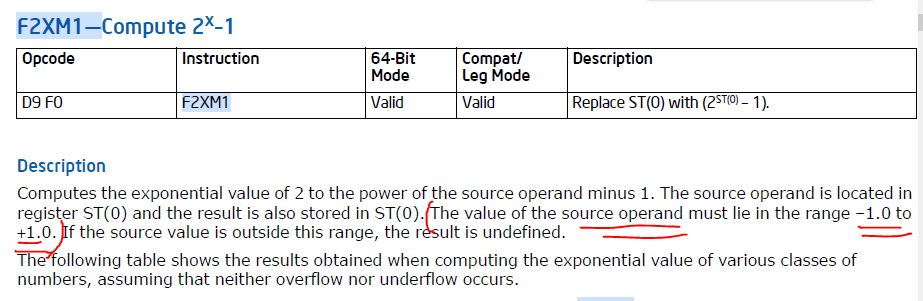 F2XM1—Compute 2ˣ–1
Opcode Instruction 64-Bit Mode Compat/ Leg Mode Description
D9 F0 F2XM1 Valid Valid Replace ST(0) with (2ST(0) – 1).
Description
Computes the exponential value of 2 to the power of the source operand minus 1. The source operand is located in
register ST(0) and the result is also stored in ST(0). The value of the source operand must lie in the range –1.0 to
+1.0. If the source value is outside this range, the result is undefined.
The following table shows the results obtained when computing the exponential value of various classes of
numbers, assuming that neither overflow nor underflow occurs.